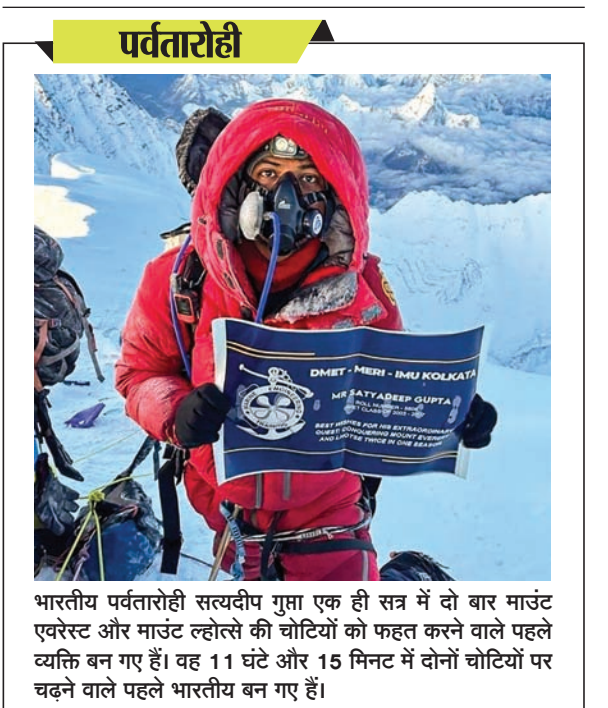 पर्वतारोही
DMET - MERI - IMU KOLKATA
MR SATYADEEP GUPTA
ROLL NUMBER -
BEST WISHES FOR HIS EXTRAORDINARY
QUEST CONQUERING MOUNT EVEREST
AND LHOTSE TWICE IN ONE SEASON
भारतीय पर्वतारोही सत्यदीप गुप्ता एक ही सत्र में दो बार माउंट
एवरेस्ट और माउंट ल्होत्से की चोटियों को फहत करने वाले पहले
व्यक्ति बन गए हैं। वह 11 घंटे और 15 मिनट में दोनों चोटियों पर
चढ़ने वाले पहले भारतीय बन गए हैं।